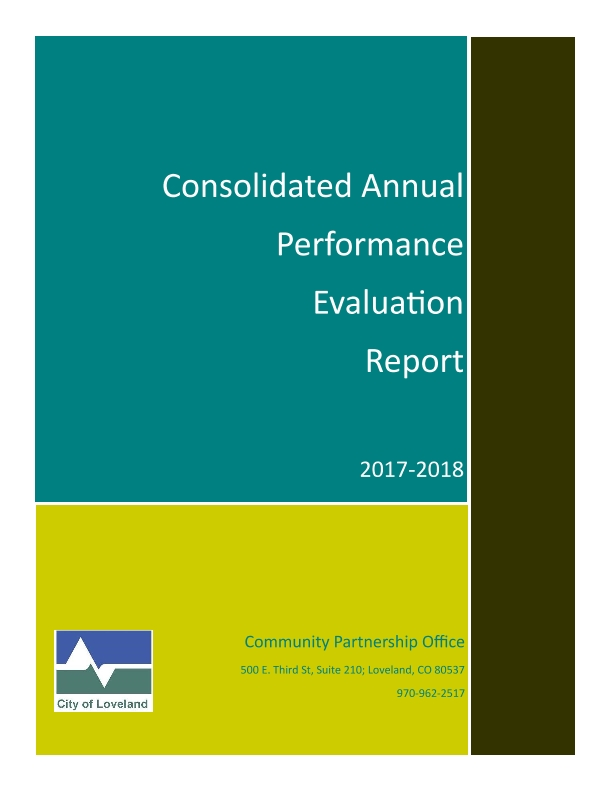 Consolidated Annual
Performance
Evaluation
Report
2017-2018
Community Partnership Office
500 E. Third St, Suite 210; Loveland, CO 80537
970-962-2517
City of Loveland